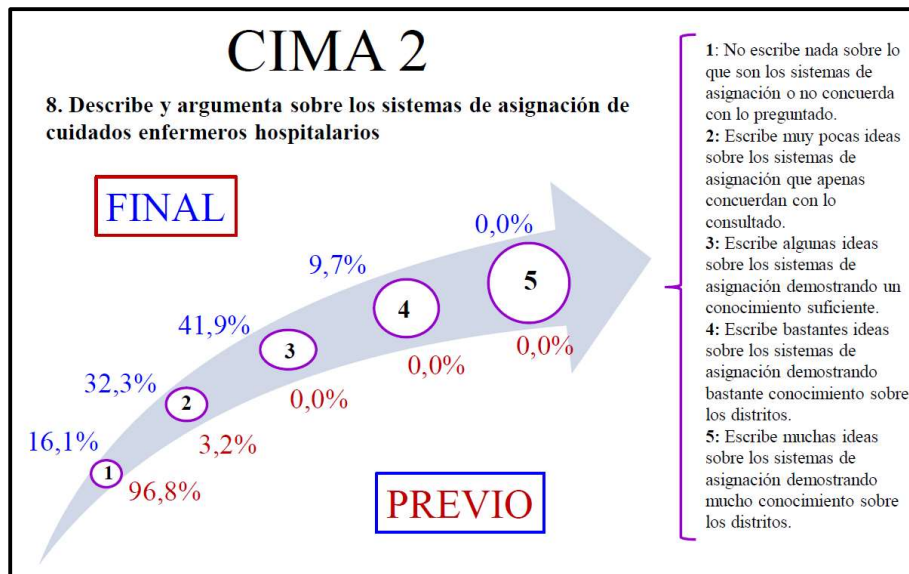 CIMA 2
8. Describe y argumenta sobre los sistemas de asignación de
cuidados enfermeros hospitalarios
FINAL
0,0%
9,7%
5
4
41,9%
3
0,0%
0,0%
32,3%
2
0,0%
16,1%
3,2%
1
96,8%
PREVIO
1: No escribe nada sobre lo
que son los sistemas de
asignación o no concuerda
con lo preguntado.
2: Escribe muy pocas ideas
sobre los sistemas de
asignación que apenas
concuerdan con lo
consultado.
3: Escribe algunas ideas
sobre los sistemas de
asignación demostrando un
conocimiento suficiente.
4: Escribe bastantes ideas
sobre los sistemas de
asignación demostrando
bastante conocimiento sobre
los distritos.
5: Escribe muchas ideas
sobre los sistemas de
asignación demostrando
mucho conocimiento sobre
los distritos.